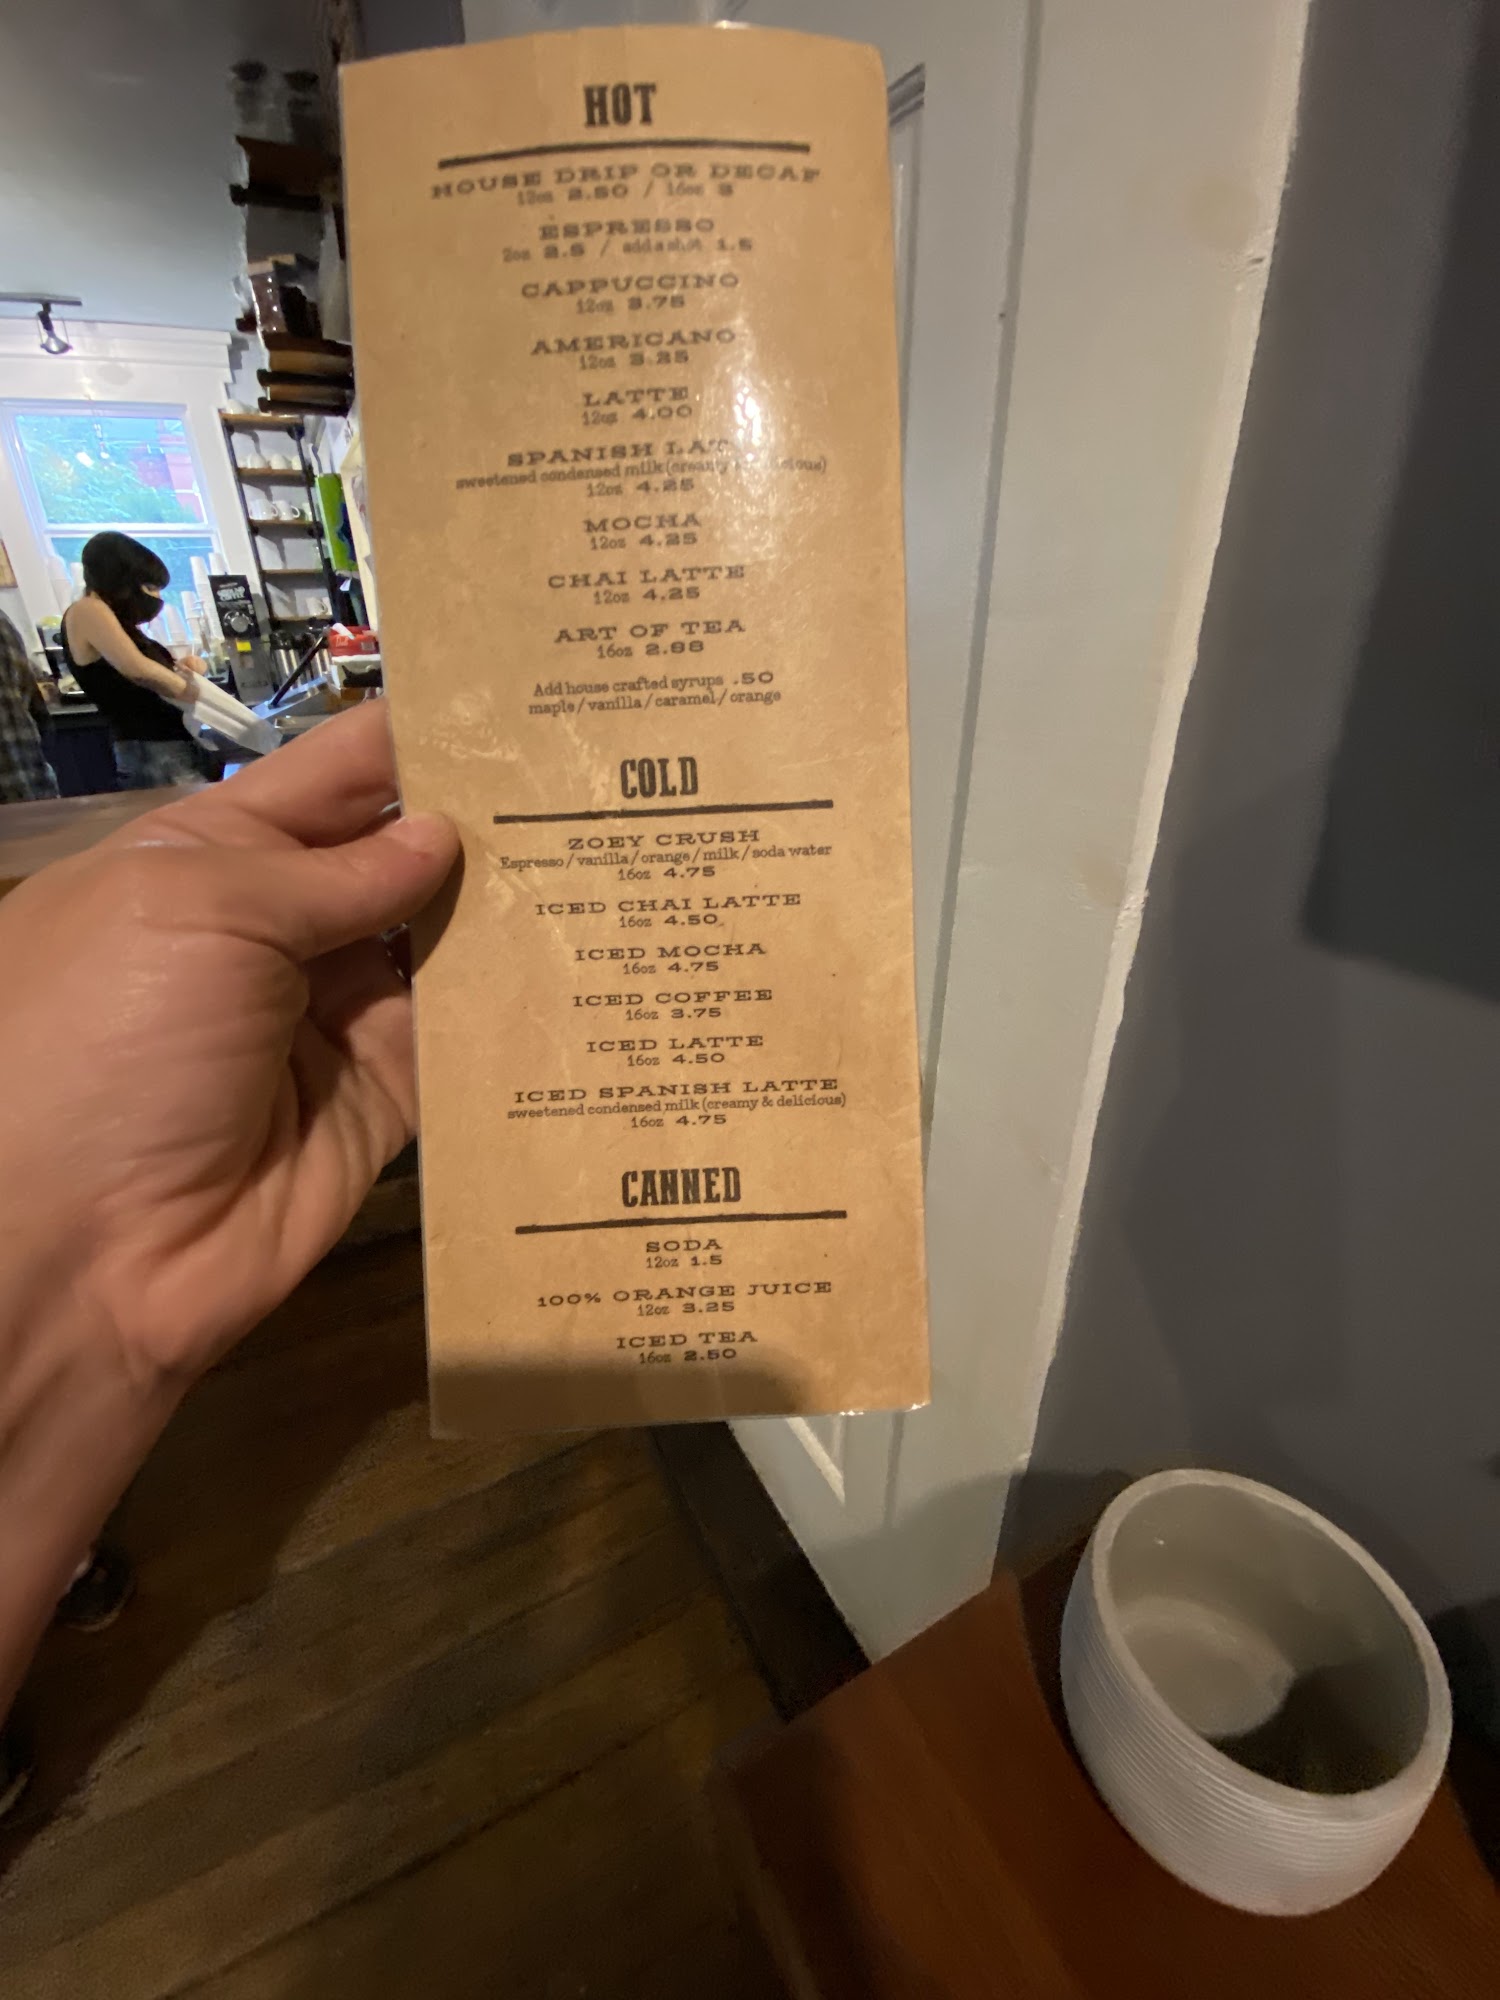 HOT
HOUSE DRIP OR DECAF
12oz 2.50 / 16oz 3
ESPRESSO
2oz 2.5 / add a shot 1.5
CAPPUCCINO
12oz 3.75
AMERICANO
12oz 3.25
LATTE
12oz 4.00
SPANISH
sweetened condensed milk (creamy
12oz 4.25
MOCHA
12oz 4.25
CHAI LATTE
12oz 4.25
ART OF TEA
16oz 2.88
Add house crafted syrups .50
maple / vanilla / caramel / orange
COLD
ZOEY CRUSH
Espresso / vanilla / orange / milk / soda water
16oz 4.75
ICED CHAI LATTE
16oz 4.50
ICED MOCHA
16oz 4.75
ICED COFFEE
16oz 3.75
ICED LATTE
16oz 4.50
ICED SPANISH LATTE
sweetened condensed milk (creamy & delicious)
16oz 4.75
CANNED
SODA
12oz 1.5
100% ORANGE JUICE
12oz 3.25
ICED TEA
16oz 2.50